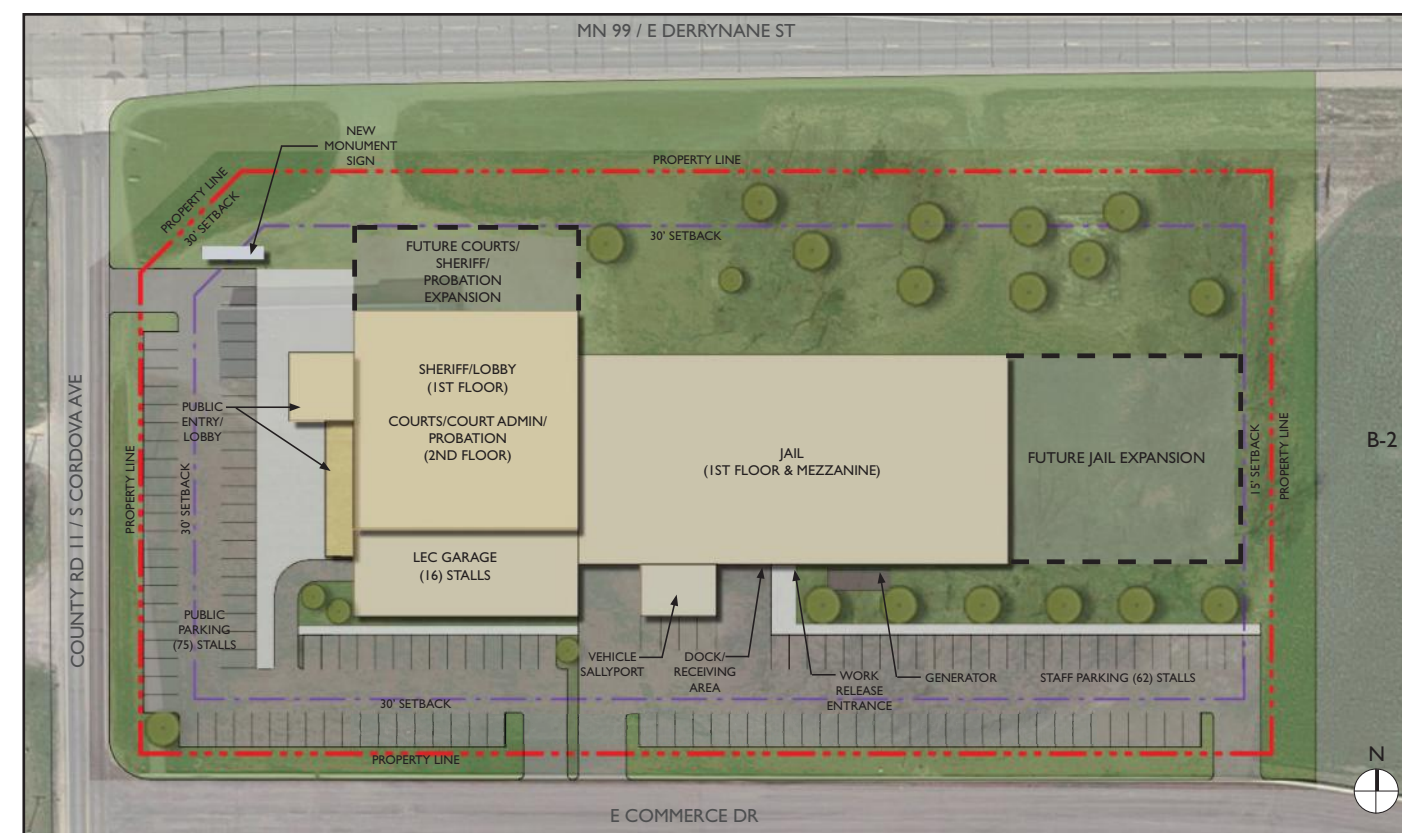 MN 99 / E DERRYNANE ST
NEW
MONUMENT
SIGN
PROPERTY LINE
PROPERTY LINE
30' SETBACK
30' SETBACK
FUTURE COURTS/
SHERIFF/
PROBATION
EXPANSION
SHERIFF/LOBBY
(1ST FLOOR)
COURTS/COURT ADMIN/
PROBATION
(2ND FLOOR)
PUBLIC
ENTRY/
LOBBY
JAIL
(1ST FLOOR & MEZZANINE)
FUTURE JAIL EXPANSION
15' SETBACK
PROPERTY LINE
B-2
COUNTY RD 11 / S CORDOVA AVE
PROPERTY LINE
30' SETBACK
LEC GARAGE
(16) STALLS
PUBLIC
PARKING
(75) STALLS
VEHICLE
SALLYPORT
DOCK/
RECEIVING
AREA
WORK
RELEASE
ENTRANCE
GENERATOR
STAFF PARKING (62) STALLS
30' SETBACK
PROPERTY LINE
N
E COMMERCE DR